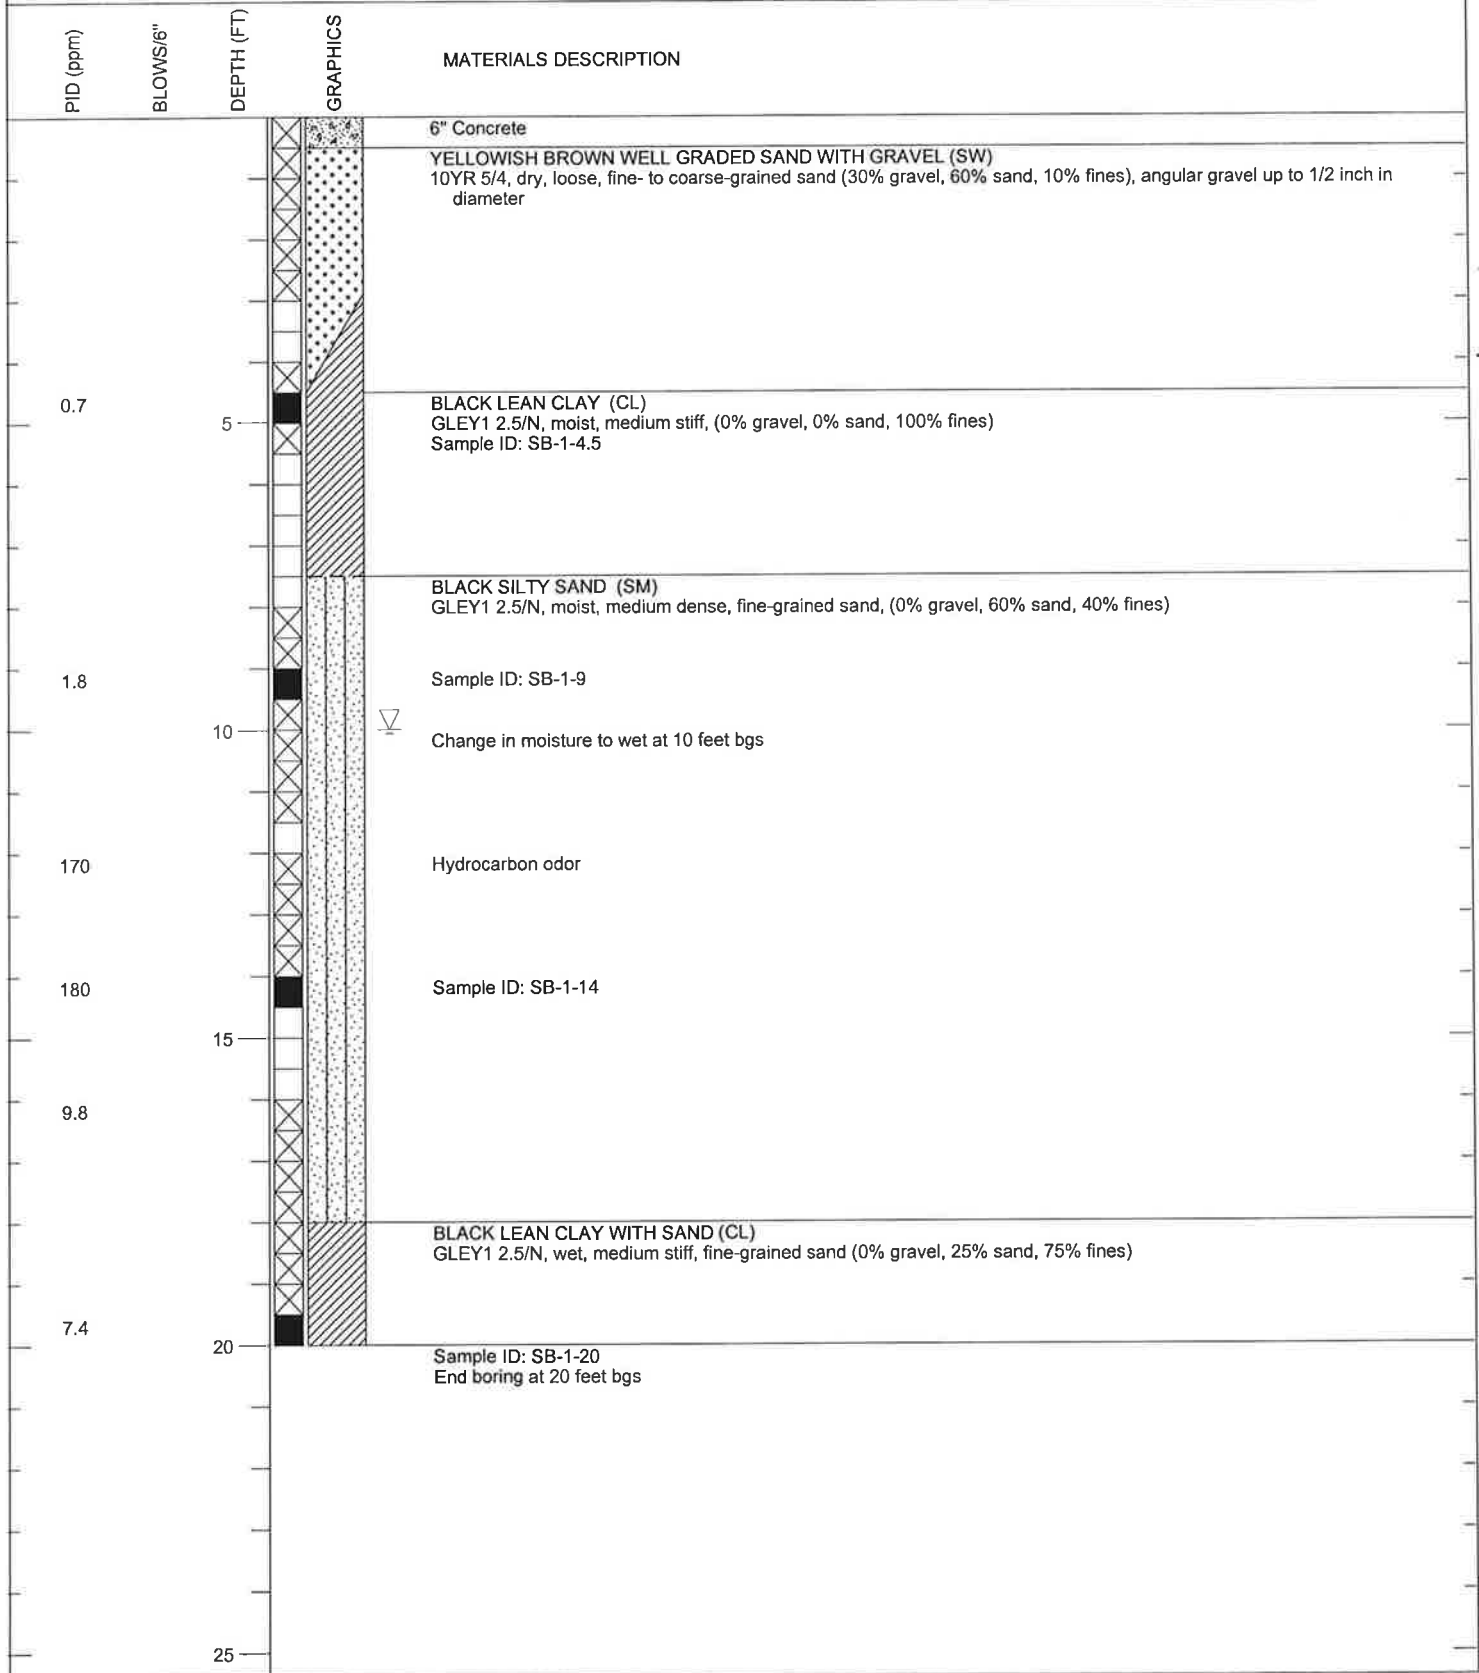 PID (ppm)
BLOWS/6"
DEPTH (FT)
GRAPHICS
MATERIALS DESCRIPTION
6" Concrete
YELLOWISH BROWN WELL GRADED SAND WITH GRAVEL (SW)
10YR 5/4, dry, loose, fine- to coarse-grained sand (30% gravel, 60% sand, 10% fines), angular gravel up to 1/2 inch in
diameter
0.7
BLACK LEAN CLAY (CL)
5
GLEY1 2.5/N, moist, medium stiff, (0% gravel, 0% sand, 100% fines)
Sample ID: SB-1-4.5
BLACK SILTY SAND (SM)
GLEY1 2.5/N, moist, medium dense, fine-grained sand, (0% gravel, 60% sand, 40% fines)
1.8
Sample ID: SB-1-9
10
Change in moisture to wet at 10 feet bgs
170
Hydrocarbon odor
180
Sample ID: SB-1-14
15
9.8
BLACK LEAN CLAY WITH SAND (CL)
GLEY1 2.5/N, wet, medium stiff, fine-grained sand (0% gravel, 25% sand, 75% fines)
7.4
20
Sample ID: SB-1-20
End boring at 20 feet bgs
25